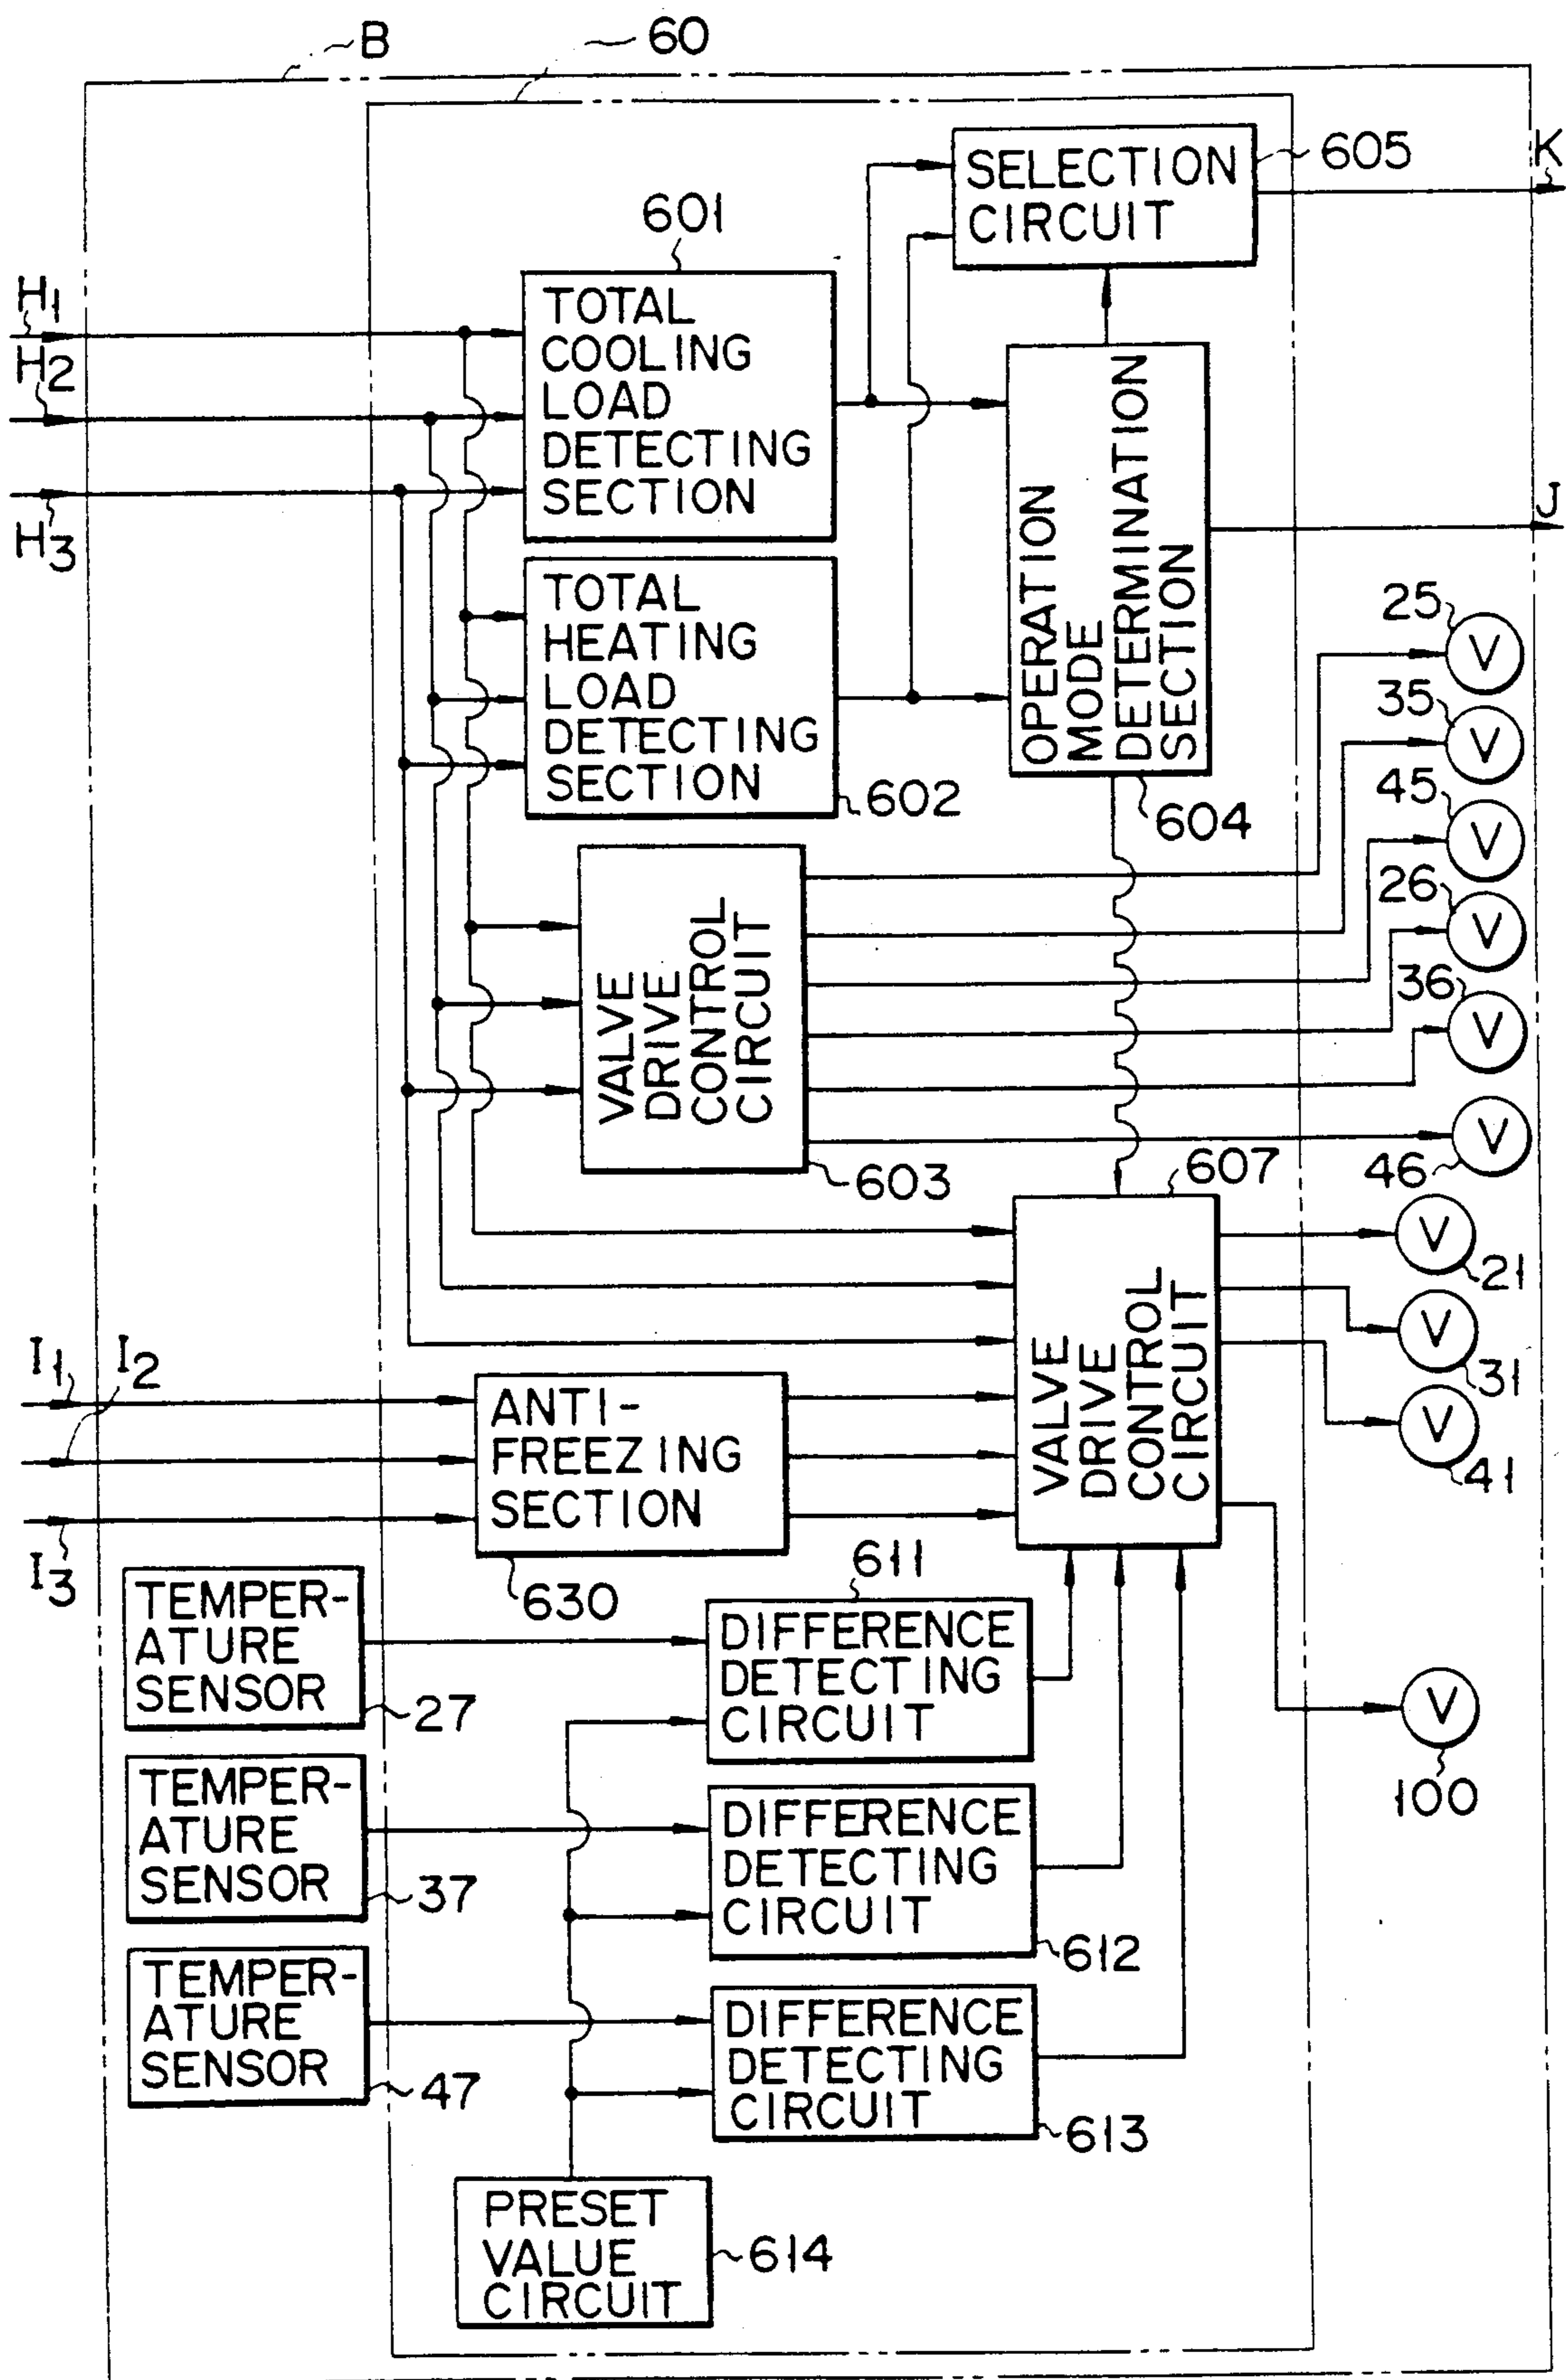 B
60
SELECTION
CIRCUIT
605
K
601
H1
H2
H3
TOTAL
COOLING
LOAD
DETECTING
SECTION
OPERATION
MODE
DETERMINATION
SECTION
604
J
TOTAL
HEATING
LOAD
DETECTING
SECTION
602
25
V
35
V
45
V
26
V
36
V
46
V
VALVE
DRIVE
CONTROL
CIRCUIT
603
607
VALVE
DRIVE
CONTROL
CIRCUIT
V
21
V
31
V
41
I1
I2
I3
ANTI-
FREEZING
SECTION
630
611
TEMPER-
ATURE
SENSOR
27
DIFFERENCE
DETECTING
CIRCUIT
V
100
TEMPER-
ATURE
SENSOR
37
DIFFERENCE
DETECTING
CIRCUIT
612
TEMPER-
ATURE
SENSOR
47
DIFFERENCE
DETECTING
CIRCUIT
613
PRESET
VALUE
CIRCUIT
614